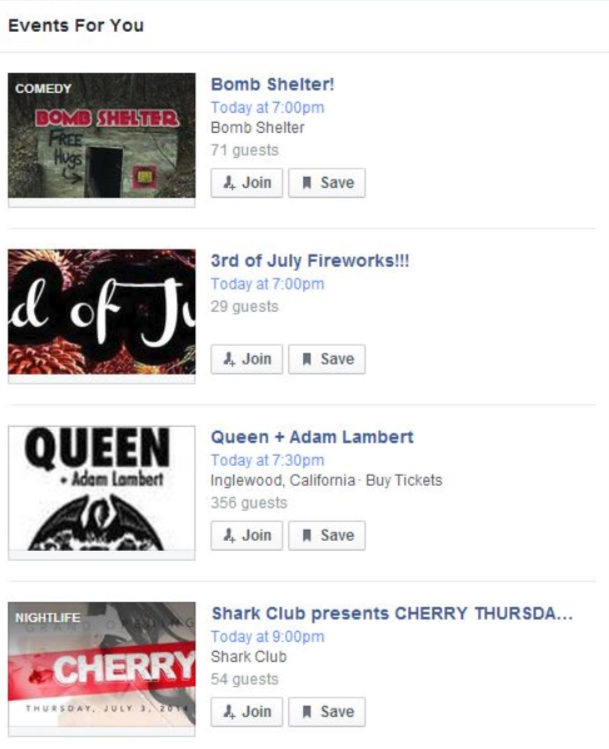 Events For You
COMEDY
BOMB SHELTER
FREE
Hugs
Bomb Shelter!
Today at 7:00pm
Bomb Shelter
71 guests
Join
Save
d of Ju
3rd of July Fireworks!!!
Today at 7:00pm
29 guests
Join
Save
QUEEN
+ Adam Lambert
Queen + Adam Lambert
Today at 7:30pm
Inglewood, California · Buy Tickets
356 guests
Join
Save
NIGHTLIFE
GRAND OPENING
CHERRY
THURSDAY, JULY 3, 2014
Shark Club presents CHERRY THURSDA...
Today at 9:00pm
Shark Club
54 guests
Join
Save